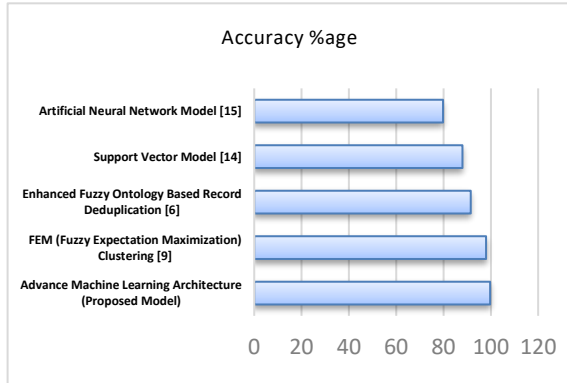 Accuracy %age
Artificial Neural Network Model [15]
Support Vector Model [14]
Enhanced Fuzzy Ontology Based Record
Deduplication [6]
FEM (Fuzzy Expectation Maximization)
Clustering [9]
Advance Machine Learning Architecture
(Proposed Model)
0 20 40 60 80 100 120